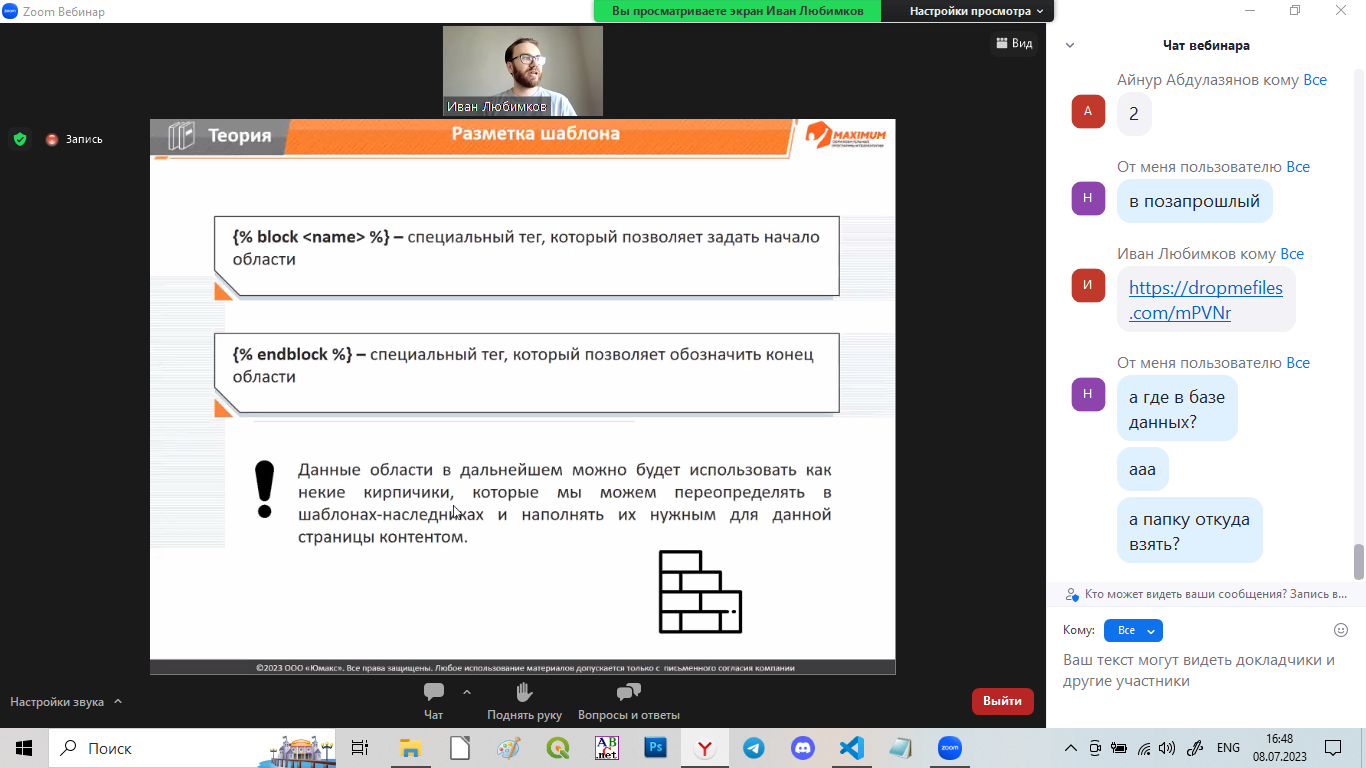 Zoom Вебинар
Вы просматриваете экран Иван Любимков
Настройки просмотра
Вид
Запись
Иван Любимков
Теория
Разметка шаблона
MAXIMUM
{% block <name> %} – специальный тег, который позволяет задать начало
области
{% endblock %} – специальный тег, который позволяет обозначить конец
области
Данные области в дальнейшем можно будет использовать как
некие кирпичики, которые мы можем переопределять в
шаблонах-наследниках и наполнять их нужным для данной
страницы контентом.
©2023 ООО «Юмакс». Все права защищены. Любое использование материалов допускается только с письменного согласия компании
Настройки звука
Чат
Поднять руку
Вопросы и ответы
Выйти
Чат вебинара
Айнур Абдулазянов кому Все
А
2
От меня пользователю Все
Н
в позапрошлый
Иван Любимков кому Все
И
https://dropmefiles
.com/mPVNr
От меня пользователю Все
Н
а где в базе
данных?
ааа
а папку откуда
взять?
Кто может видеть ваши сообщения? Запись в...
Кому:
Все
Ваш текст могут видеть докладчики и
другие участники
Поиск
ABC
.net
Ps
Y
zoom
ENG
16:48
08.07.2023